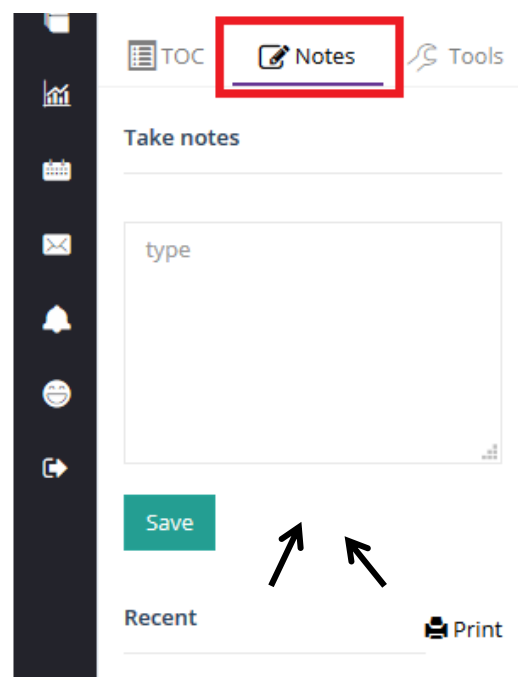 TOC Notes Tools
Take notes
type
Save
Recent
Print